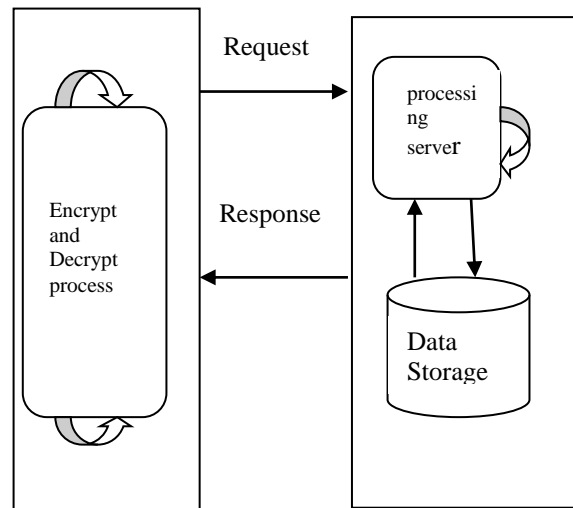 Request
processi
ng
server
Encrypt
and
Decrypt
process
Response
Data
Storage